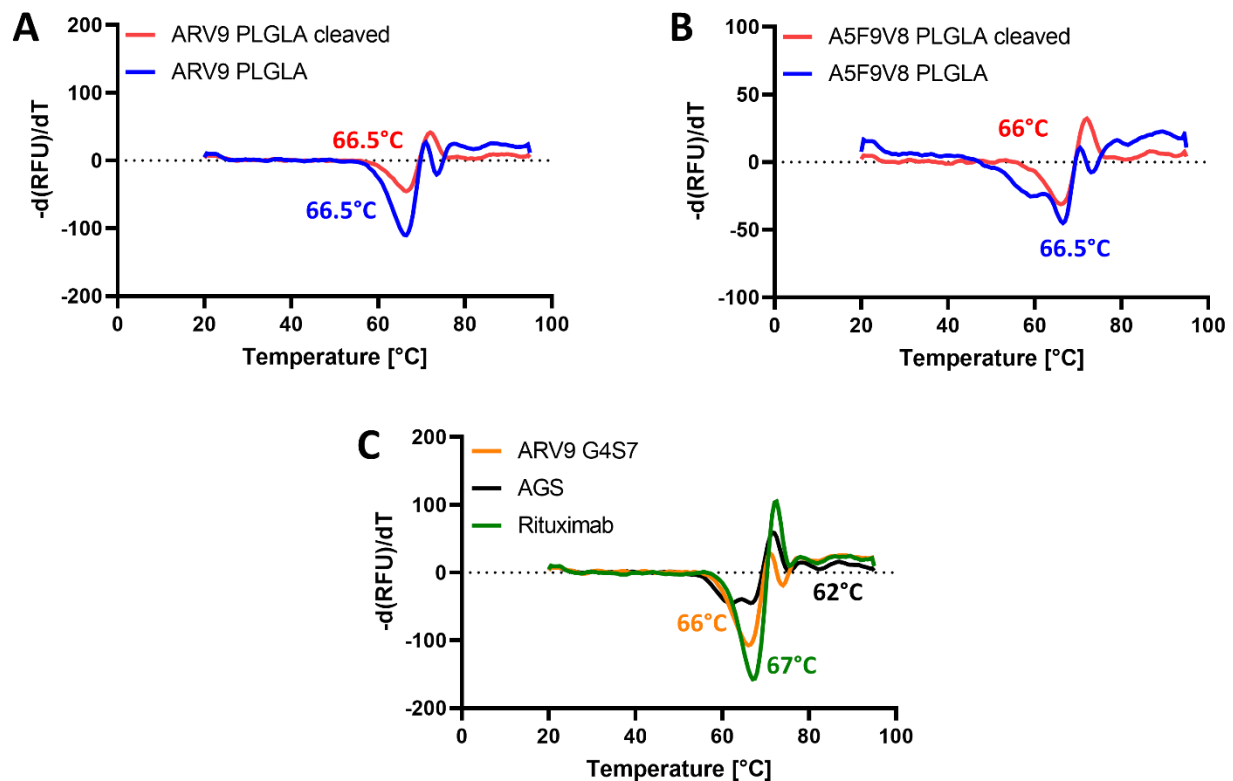 A
ARV9 PLGLA cleaved
ARV9 PLGLA
200
100
0
-100
-200
-d(RFU)/dT
66.5°C
66.5°C
0 20 40 60 80 100
Temperature [°C]
B
A5F9V8 PLGLA cleaved
A5F9V8 PLGLA
100
50
0
-50
-100
-d(RFU)/dT
66°C
66.5°C
0 20 40 60 80 100
Temperature [°C]
C
ARV9 G4S7
AGS
Rituximab
200
100
0
-100
-200
-d(RFU)/dT
62°C
66°C
67°C
0 20 40 60 80 100
Temperature [°C]